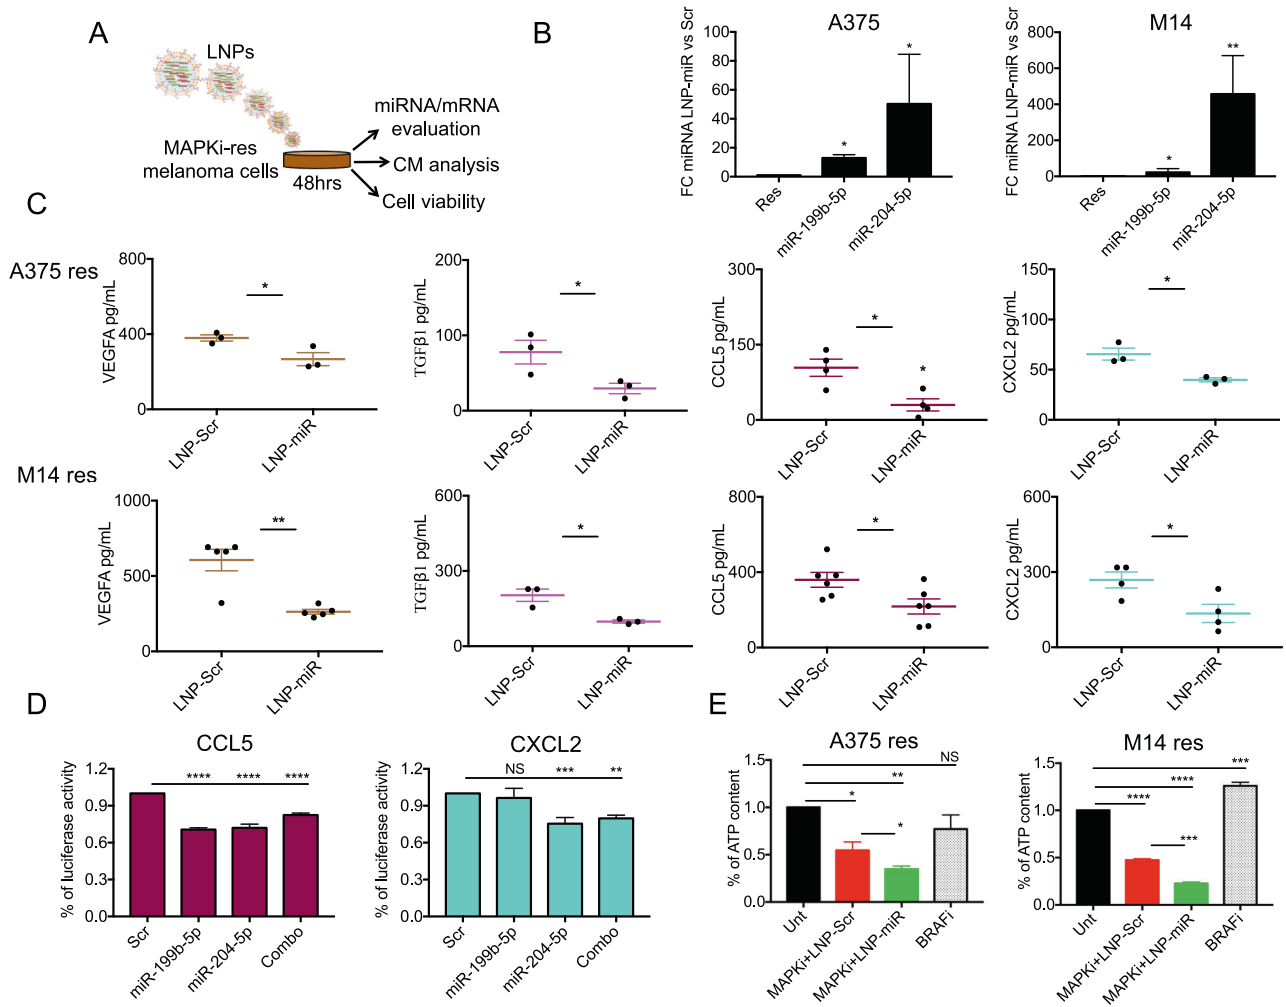 A
LNPs
MAPKi-res
melanoma cells
48hrs
miRNA/mRNA
evaluation
CM analysis
Cell viability
B
A375
FC miRNA LNP-miR vs Scr
100
80
60
40
20
0
*
*
Res
miR-199b-5p
miR-204-5p
M14
FC miRNA LNP-miR vs Scr
800
600
400
200
0
*
**
Res
miR-199b-5p
miR-204-5p
C
A375 res
VEGFA pg/mL
800
400
0
*
LNP-Scr
LNP-miR
TGFβ1 pg/mL
200
100
0
*
LNP-Scr
LNP-miR
CCL5 pg/mL
300
150
0
*
*
LNP-Scr
LNP-miR
CXCL2 pg/mL
150
100
50
0
*
LNP-Scr
LNP-miR
M14 res
VEGFA pg/mL
1000
500
0
**
LNP-Scr
LNP-miR
TGFβ1 pg/mL
600
300
0
*
LNP-Scr
LNP-miR
CCL5 pg/mL
800
400
0
*
LNP-Scr
LNP-miR
CXCL2 pg/mL
600
300
0
*
LNP-Scr
LNP-miR
D
CCL5
% of luciferase activity
1.2
0.9
0.6
0.3
0.0
**** **** ****
Scr
miR-199b-5p
miR-204-5p
Combo
CXCL2
% of luciferase activity
1.2
0.9
0.6
0.3
0.0
NS *** **
Scr
miR-199b-5p
miR-204-5p
Combo
E
A375 res
% of ATP content
1.5
1.0
0.5
0.0
NS
**
*
*
Unt
MAPKi+LNP-Scr
MAPKi+LNP-miR
BRAFi
M14 res
% of ATP content
1.5
1.0
0.5
0.0
***
****
****
***
Unt
MAPKi+LNP-Scr
MAPKi+LNP-miR
BRAFi